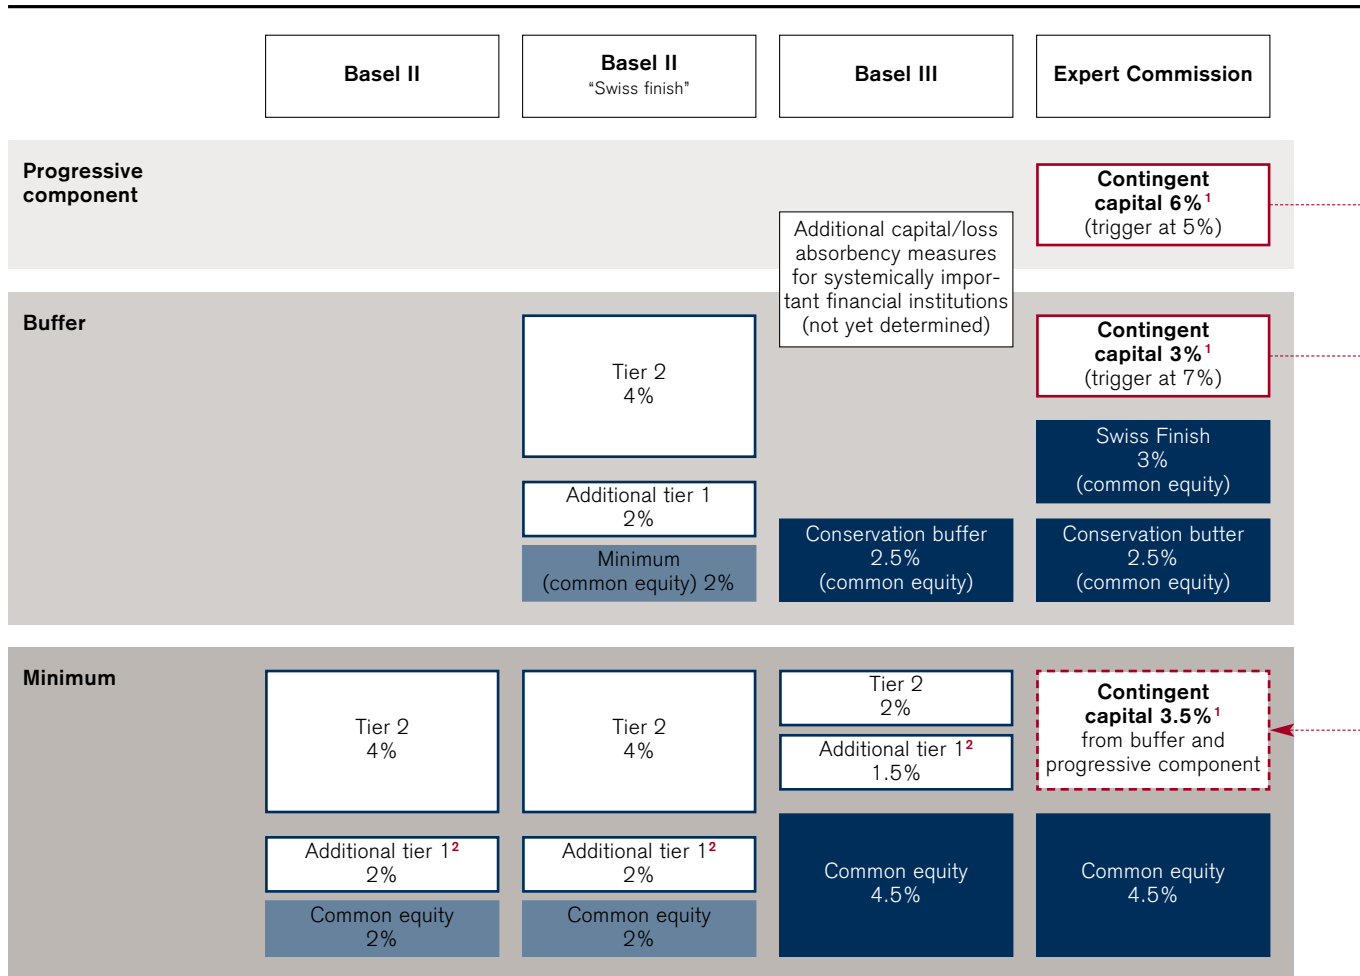 Basel II
Basel II
“Swiss finish”
Basel III
Expert Commission
Progressive
component
Contingent
capital 6%¹
(trigger at 5%)
Additional capital/loss
absorbency measures
for systemically impor-
tant financial institutions
(not yet determined)
Buffer
Tier 2
4%
Additional tier 1
2%
Minimum
(common equity) 2%
Conservation buffer
2.5%
(common equity)
Contingent
capital 3%¹
(trigger at 7%)
Swiss Finish
3%
(common equity)
Conservation butter
2.5%
(common equity)
Minimum
Tier 2
4%
Additional tier 1²
2%
Common equity
2%
Tier 2
4%
Additional tier 1²
2%
Common equity
2%
Tier 2
2%
Additional tier 1²
1.5%
Common equity
4.5%
Contingent
capital 3.5%¹
from buffer and
progressive component
Common equity
4.5%